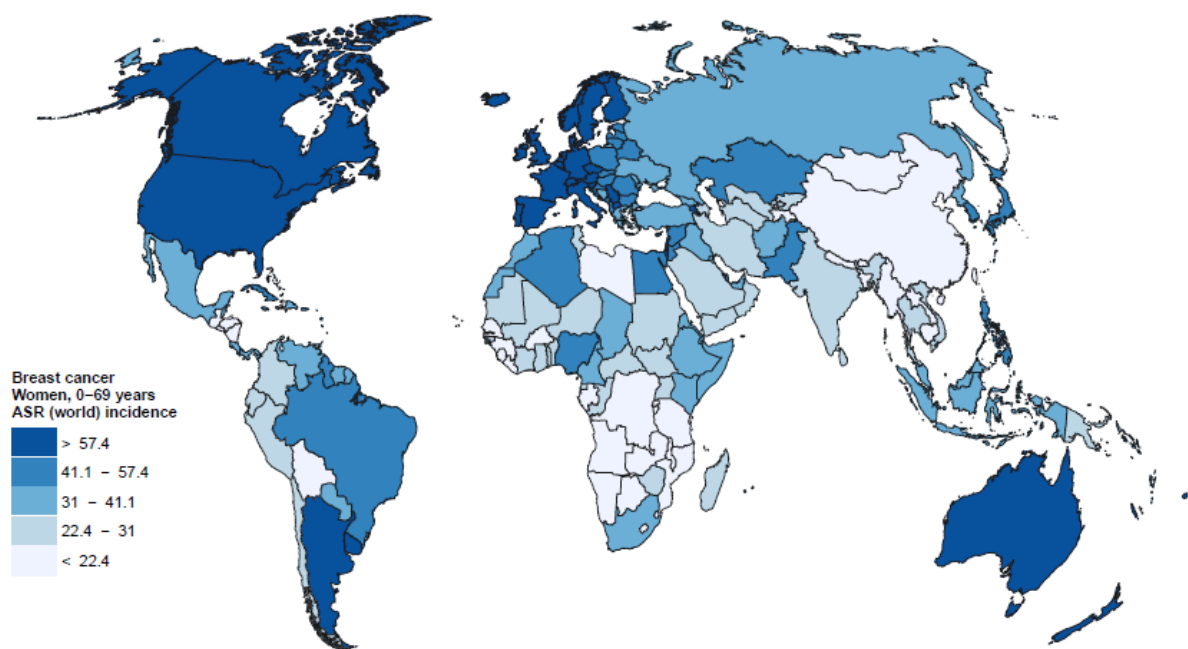 Breast cancer
Women, 0–69 years
ASR (world) incidence
> 57.4
41.1 – 57.4
31 – 41.1
22.4 – 31
< 22.4